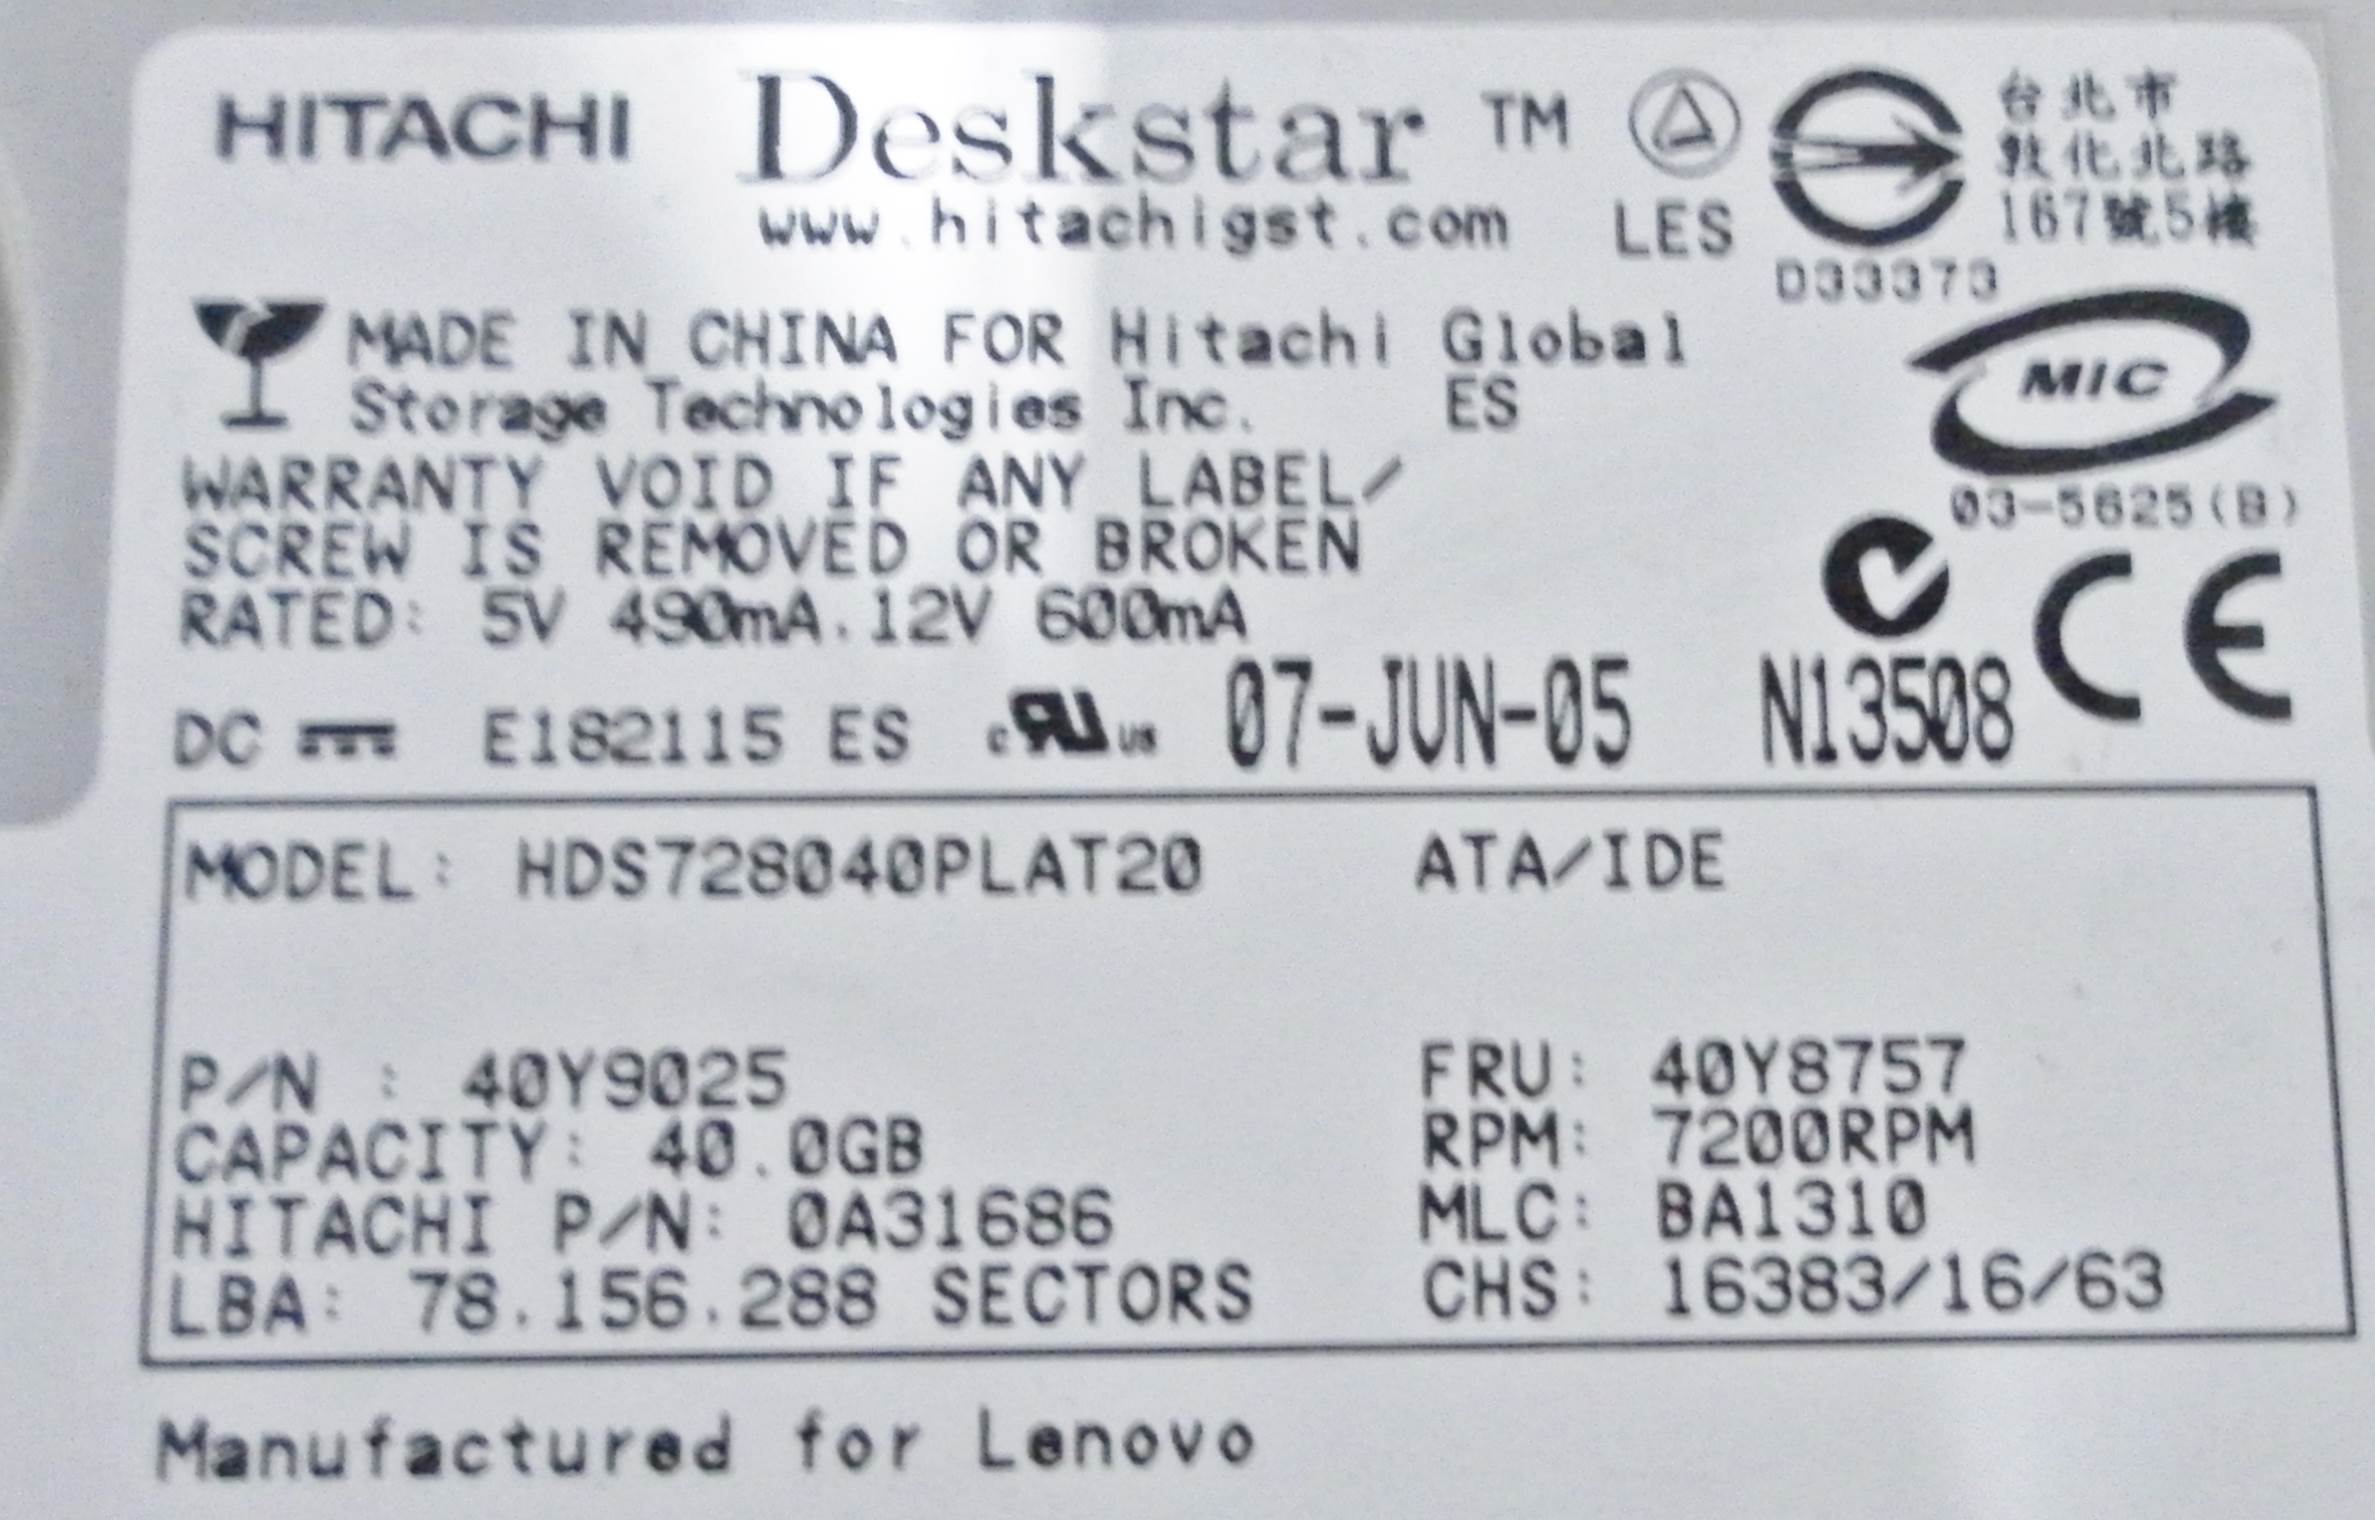 HITACHI Deskstar TM
www.hitachigst.com
LES
D33373
台北市
敦化北路
167號5樓
MADE IN CHINA FOR Hitachi Global
Storage Technologies Inc. ES
WARRANTY VOID IF ANY LABEL/
SCREW IS REMOVED OR BROKEN
RATED: 5V 490mA. 12V 600mA
MIC
03-5625(B)
DC E182115 ES c RU us 07-JUN-05 N13508 CE
MODEL: HDS728040PLAT20 ATA/IDE
P/N : 40Y9025 FRU: 40Y8757
CAPACITY: 40.0GB RPM: 7200RPM
HITACHI P/N: 0A31686 MLC: BA1310
LBA: 78.156.288 SECTORS CHS: 16383/16/63
Manufactured for Lenovo